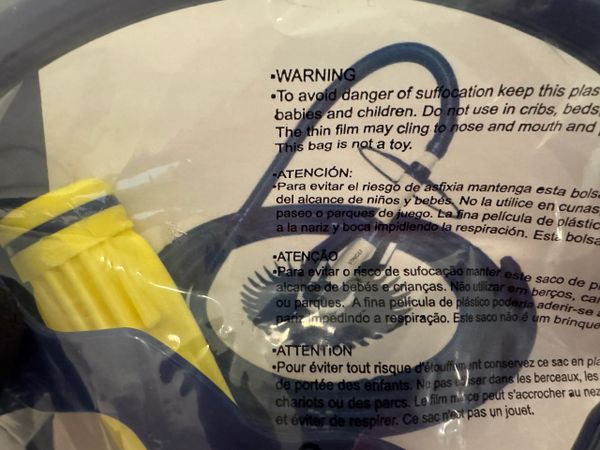 •WARNING
•To avoid danger of suffocation keep this plas
babies and children. Do not use in cribs, beds,
The thin film may cling to nose and mouth and
This bag is not a toy.
•ATENCIÓN:
•Para evitar el riesgo de asfixia mantenga esta bolsa
del alcance de niños y bebés. No la utilice en cunas
paseo o parques de juego. La fina película de plástic
a la nariz y boca impidiendo la respiración. Esta bolsa
•ATENÇÃO
•Para evitar o risco de sufocação manter este saco de p
alcance de bebés e crianças. Não utilizar em berços, ca
ou parques. A fina película de plástico poderia aderir-se
nariz impedindo a respiração. Este saco não é um brinque
•ATTENTION
•Pour éviter tout risque d'étouffment conservez ce sac en pla
de portée des enfants. Ne pas utiliser dans les berceaux, les
chariots ou des parcs. Le film mince peut s'accrocher au nez
et éviter de respirer. Ce sac n'est pas un jouet.